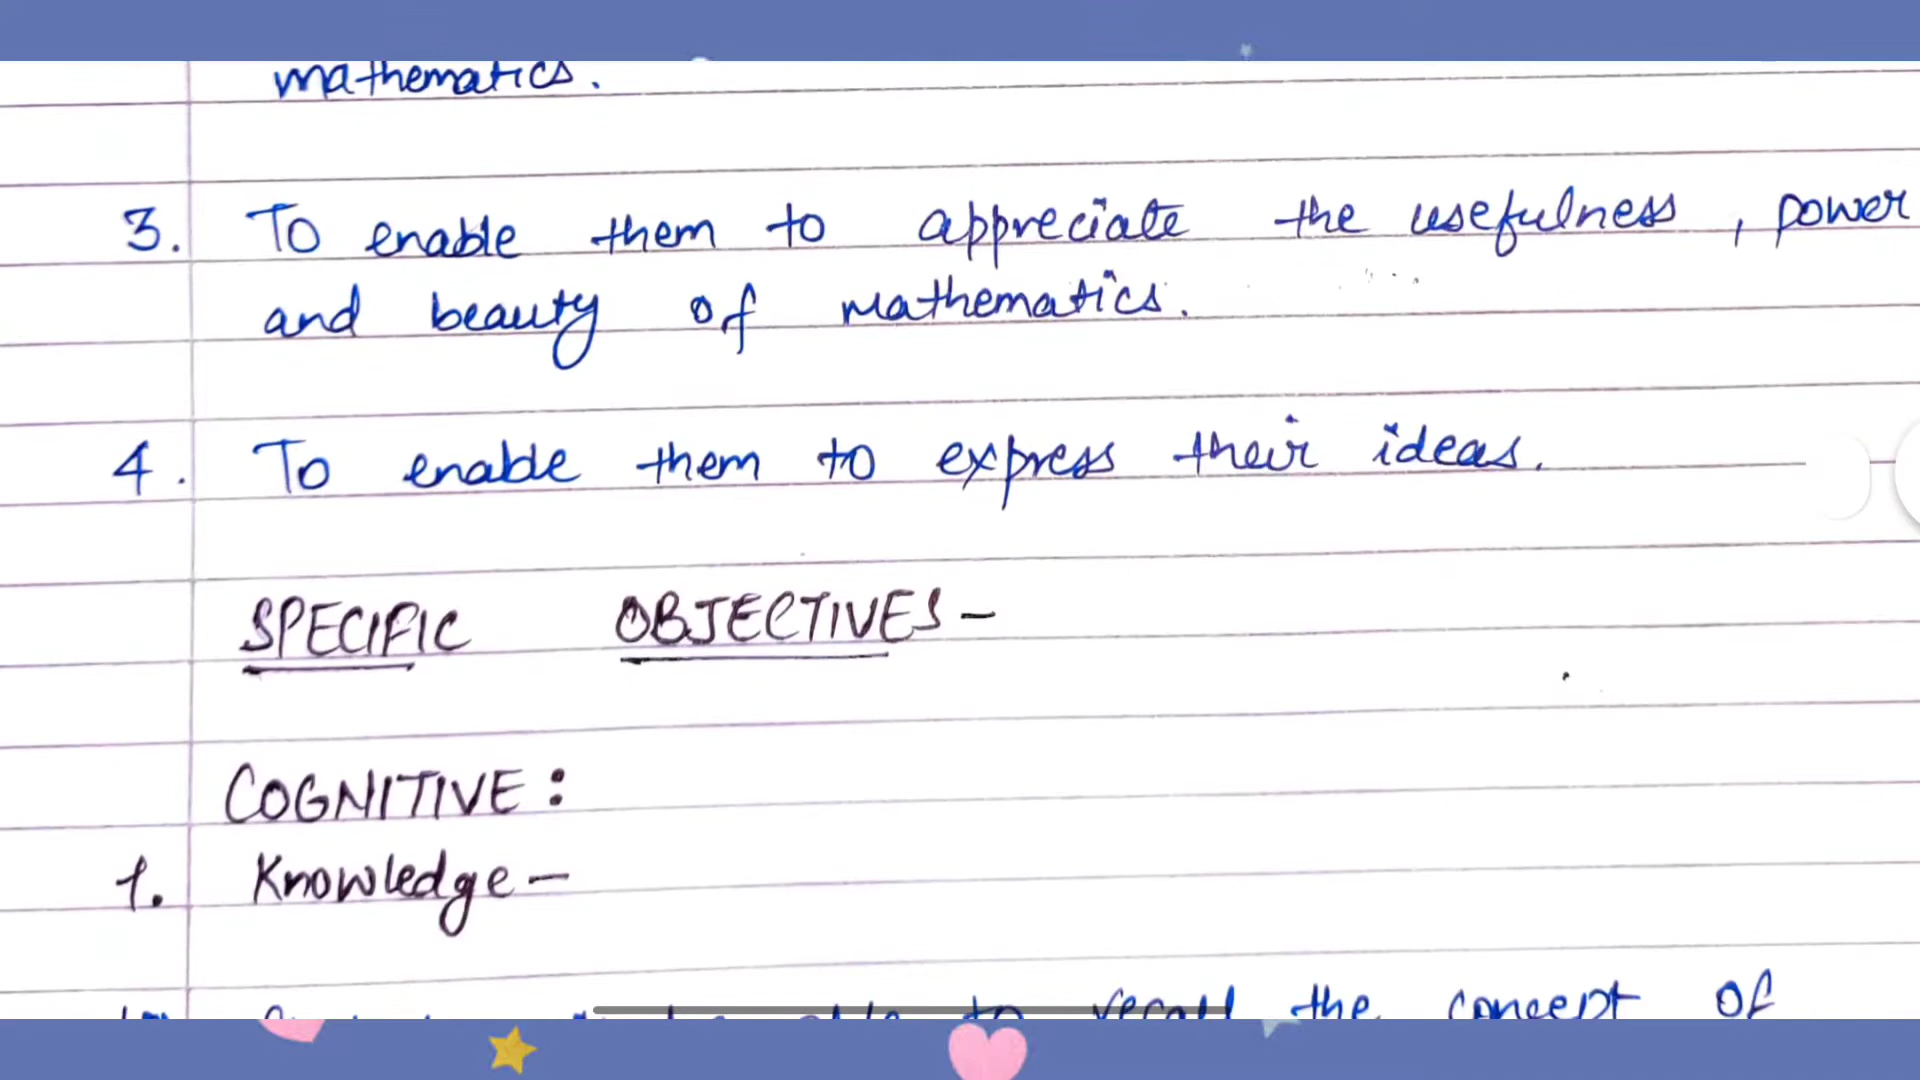 mathematics.
3. To enable them to appreciate the usefulness, power
and beauty of mathematics.
4. To enable them to express their ideas.
SPECIFIC OBJECTIVES-
COGNITIVE:
1. Knowledge-
to recall the concept of